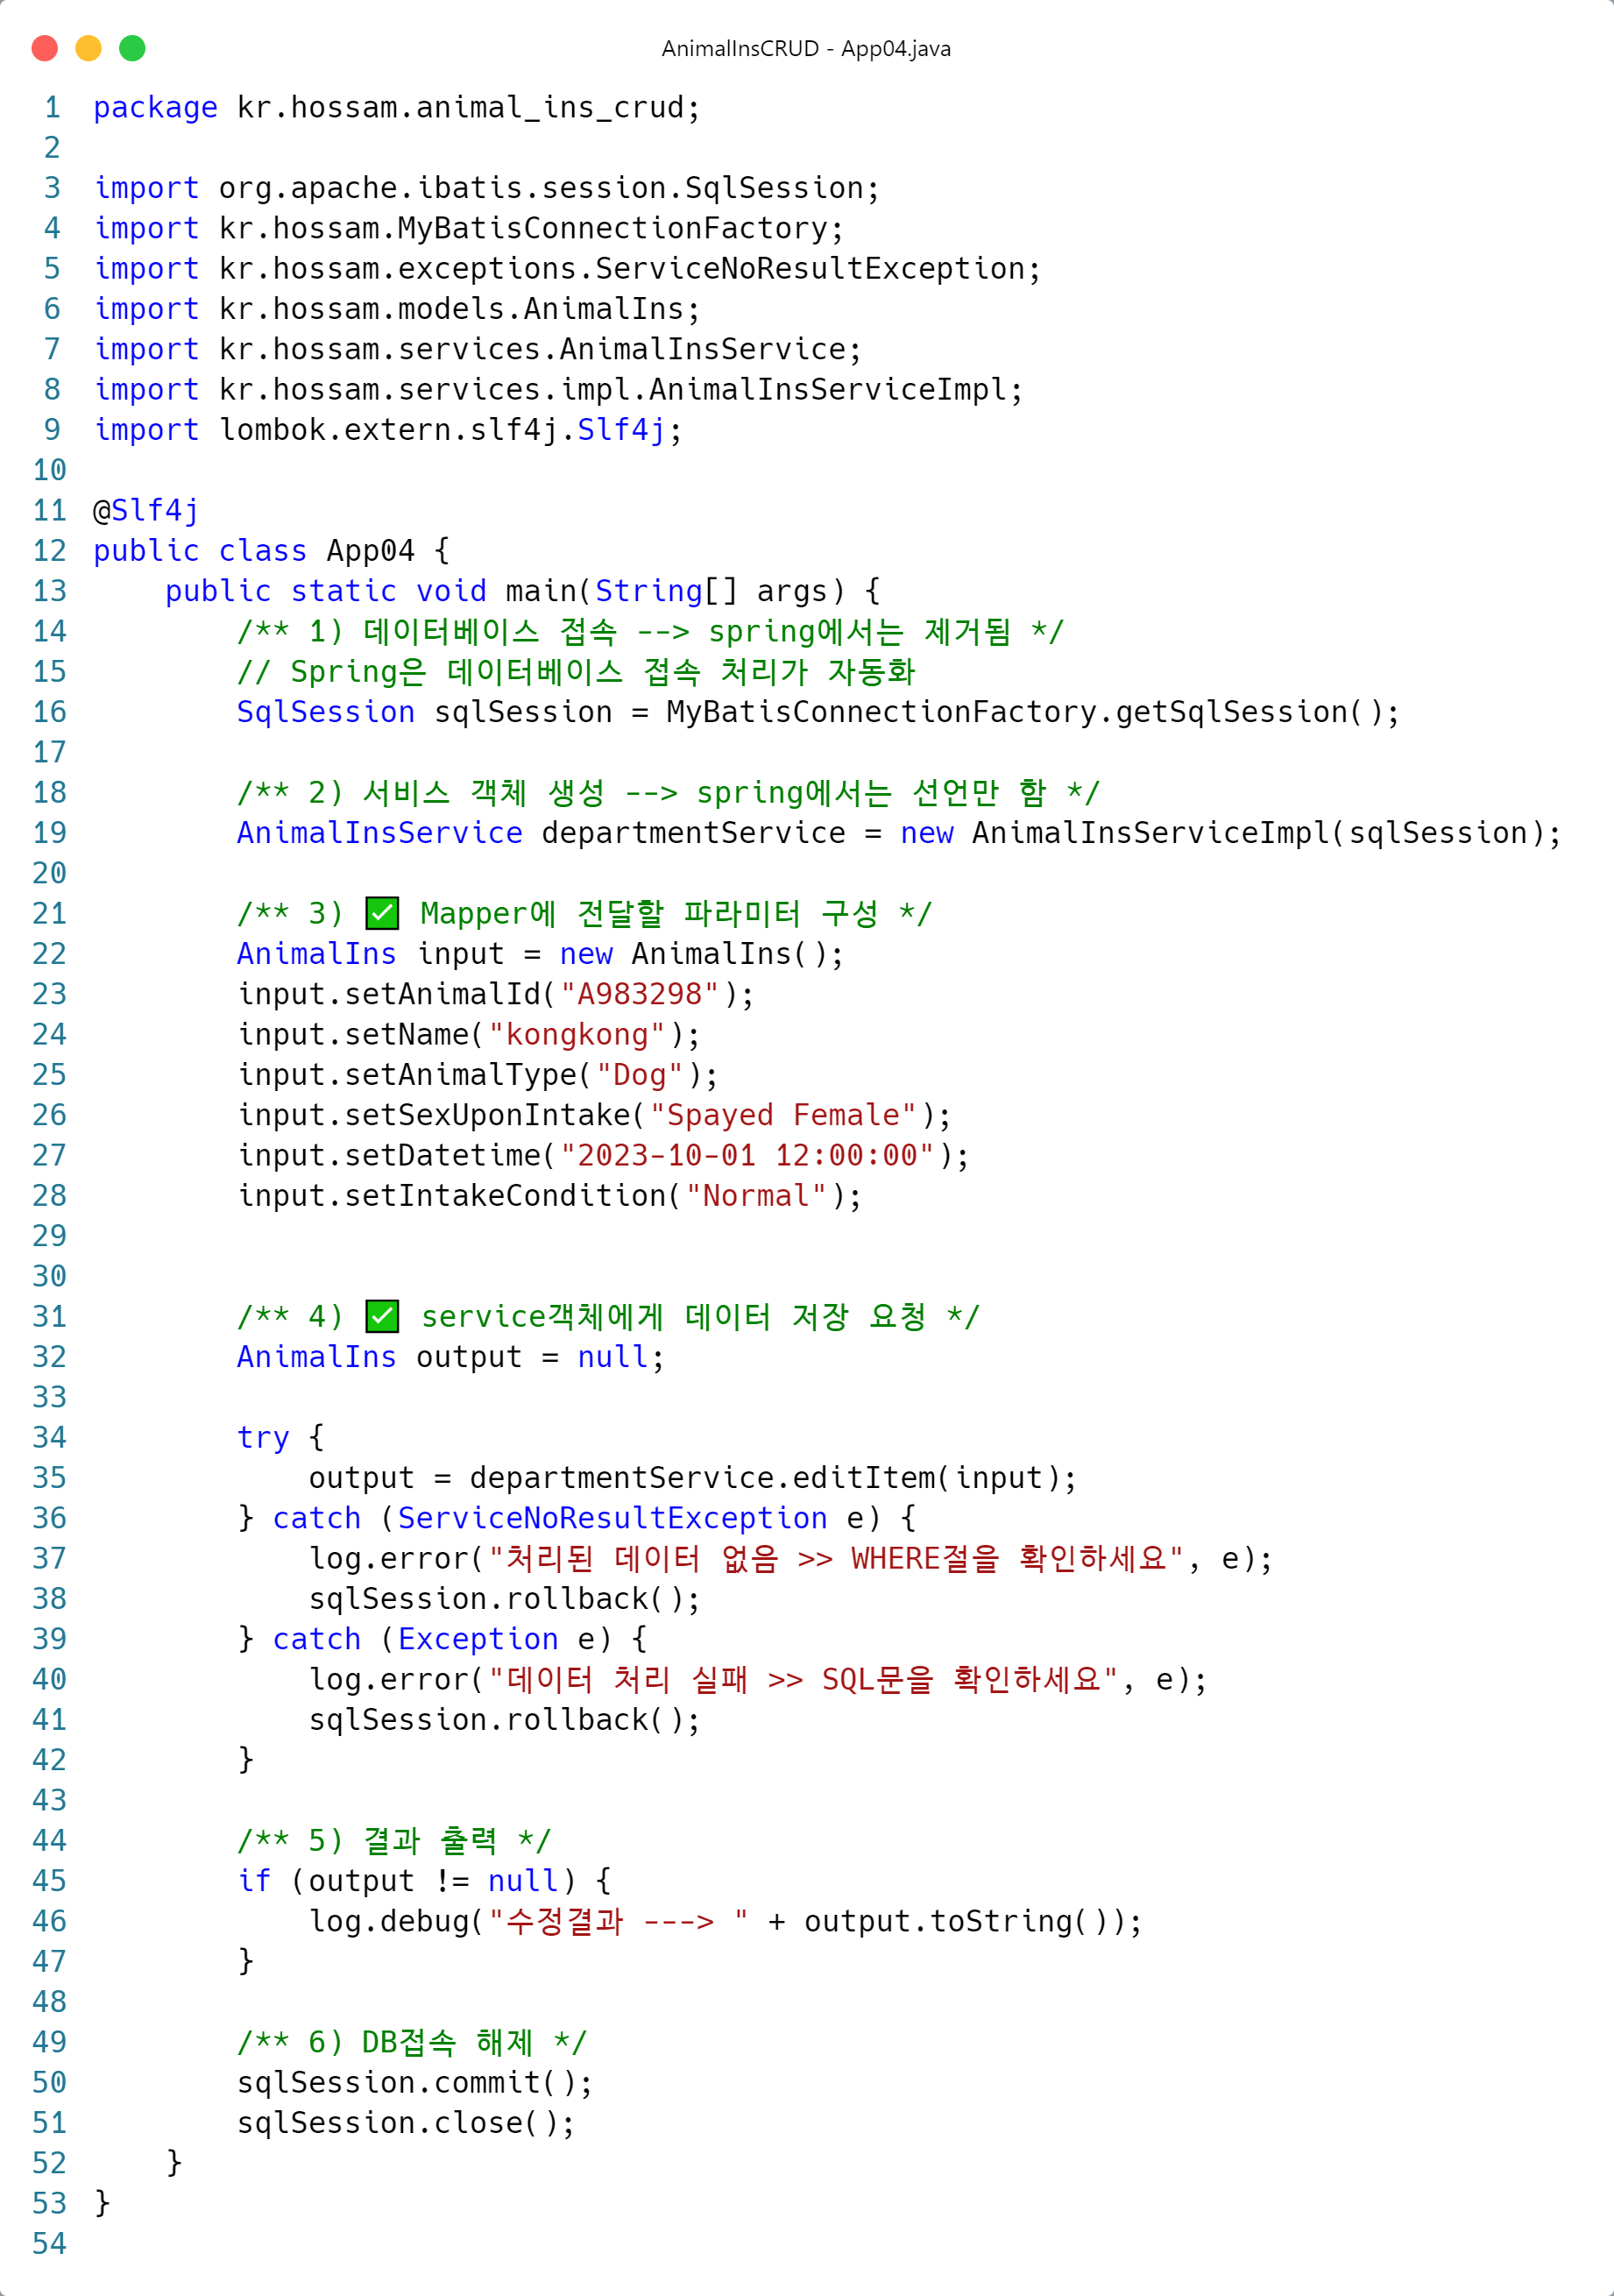 AnimalInsCRUD - App04.java
1 package kr.hossam.animal_ins_crud;
2
3 import org.apache.ibatis.session.SqlSession;
4 import kr.hossam.MyBatisConnectionFactory;
5 import kr.hossam.exceptions.ServiceNoResultException;
6 import kr.hossam.models.AnimalIns;
7 import kr.hossam.services.AnimalInsService;
8 import kr.hossam.services.impl.AnimalInsServiceImpl;
9 import lombok.extern.slf4j.Slf4j;
10
11 @Slf4j
12 public class App04 {
13     public static void main(String[] args) {
14         /** 1) 데이터베이스 접속 --> spring에서는 제거됨 */
15         // Spring은 데이터베이스 접속 처리가 자동화
16         SqlSession sqlSession = MyBatisConnectionFactory.getSqlSession();
17
18         /** 2) 서비스 객체 생성 --> spring에서는 선언만 함 */
19         AnimalInsService departmentService = new AnimalInsServiceImpl(sqlSession);
20
21         /** 3) ✅ Mapper에 전달할 파라미터 구성 */
22         AnimalIns input = new AnimalIns();
23         input.setAnimalId("A983298");
24         input.setName("kongkong");
25         input.setAnimalType("Dog");
26         input.setSexUponIntake("Spayed Female");
27         input.setDatetime("2023-10-01 12:00:00");
28         input.setIntakeCondition("Normal");
29
30
31         /** 4) ✅ service객체에게 데이터 저장 요청 */
32         AnimalIns output = null;
33
34         try {
35             output = departmentService.editItem(input);
36         } catch (ServiceNoResultException e) {
37             log.error("처리된 데이터 없음 >> WHERE절을 확인하세요", e);
38             sqlSession.rollback();
39         } catch (Exception e) {
40             log.error("데이터 처리 실패 >> SQL문을 확인하세요", e);
41             sqlSession.rollback();
42         }
43
44         /** 5) 결과 출력 */
45         if (output != null) {
46             log.debug("수정결과 ---> " + output.toString());
47         }
48
49         /** 6) DB접속 해제 */
50         sqlSession.commit();
51         sqlSession.close();
52     }
53 }
54